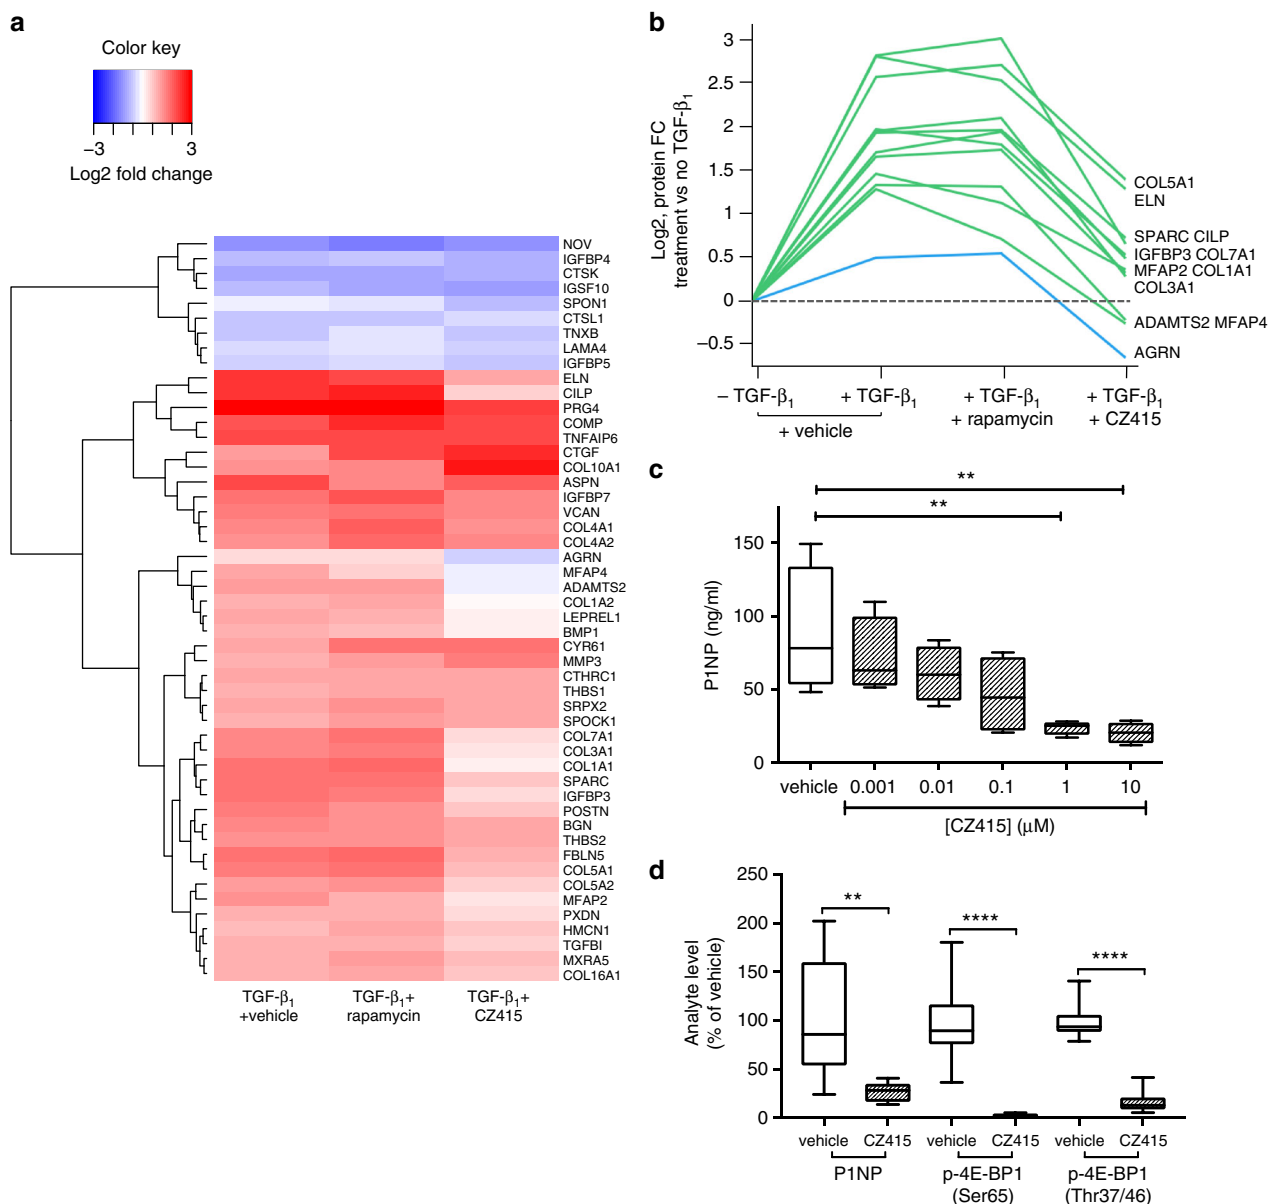 a
Color key
−3 3
Log2 fold change
NOV
IGFBP4
CTSK
IGSF10
SPON1
CTSL1
TNXB
LAMA4
IGFBP5
ELN
CILP
PRG4
COMP
TNFAIP6
CTGF
COL10A1
ASPN
IGFBP7
VCAN
COL4A1
COL4A2
AGRN
MFAP4
ADAMTS2
COL1A2
LEPREL1
BMP1
CYR61
MMP3
CTHRC1
THBS1
SRPX2
SPOCK1
COL7A1
COL3A1
COL1A1
SPARC
IGFBP3
POSTN
BGN
THBS2
FBLN5
COL5A1
COL5A2
MFAP2
PXDN
HMCN1
TGFBI
MXRA5
COL16A1
TGF-β₁ TGF-β₁+ TGF-β₁+
+vehicle rapamycin CZ415
b
Log2, protein FC
treatment vs no TGF-β₁
3
2.5
2
1.5
1
0.5
0
−0.5
COL5A1
ELN
SPARC CILP
IGFBP3 COL7A1
MFAP2 COL1A1
COL3A1
ADAMTS2 MFAP4
AGRN
− TGF-β₁ + TGF-β₁ + TGF-β₁ + TGF-β₁
+ rapamycin + CZ415
+ vehicle
c
**
**
P1NP (ng/ml)
150
100
50
0
vehicle 0.001 0.01 0.1 1 10
[CZ415] (μM)
d
Analyte level
(% of vehicle)
250
200
150
100
50
0
** **** ****
vehicle CZ415 vehicle CZ415 vehicle CZ415
P1NP p-4E-BP1 p-4E-BP1
(Ser65) (Thr37/46)